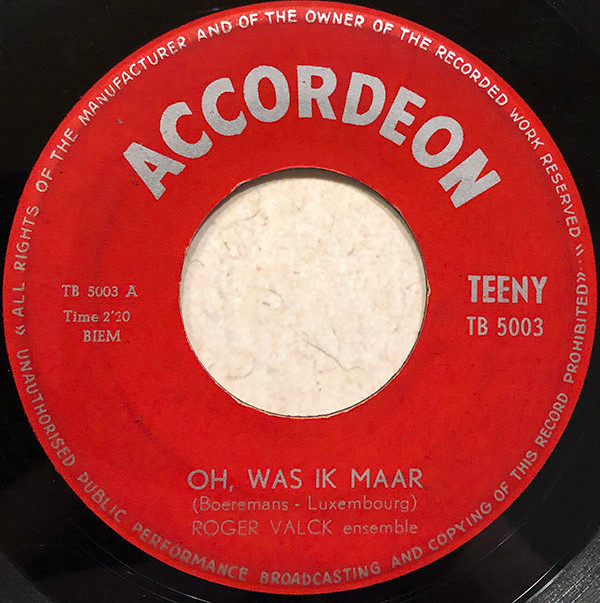 « ALL RIGHTS OF THE MANUFACTURER AND OF THE OWNER OF THE RECORDED WORK RESERVED «
ACCORDEON
TB 5003 A
Time 2'20
BIEM
TEENY
TB 5003
OH, WAS IK MAAR
(Boeremans - Luxembourg)
ROGER VALCK ensemble
UNAUTHORISED PUBLIC PERFORMANCE BROADCASTING AND COPYING OF THIS RECORD PROHIBITED»